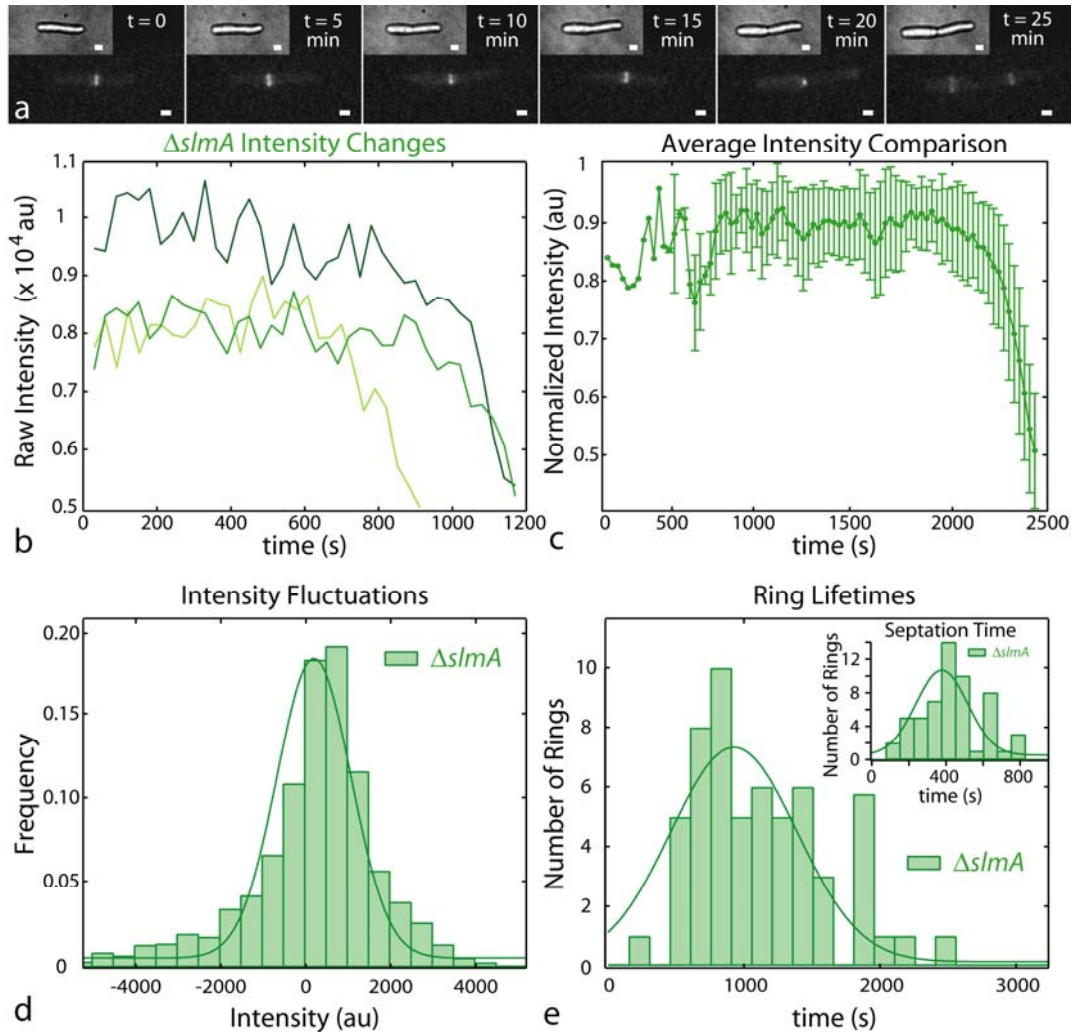 t = 0
t = 5 min
t = 10 min
t = 15 min
t = 20 min
t = 25 min
a
ΔslmA Intensity Changes
Raw Intensity (x 10⁴ au)
1.1
1
0.9
0.8
0.7
0.6
0.5
0 200 400 600 800 1000 1200
time (s)
b
Average Intensity Comparison
Normalized Intensity (au)
1
0.9
0.8
0.7
0.6
0.5
0 500 1000 1500 2000 2500
time (s)
c
Intensity Fluctuations
Frequency
0.20
0.15
0.10
0.05
0
ΔslmA
-4000 -2000 0 2000 4000
Intensity (au)
d
Ring Lifetimes
Number of Rings
10
8
6
4
2
0
0 1000 2000 3000
time (s)
ΔslmA
Septation Time
ΔslmA
Number of Rings
12
8
4
0
0 400 800
time (s)
e